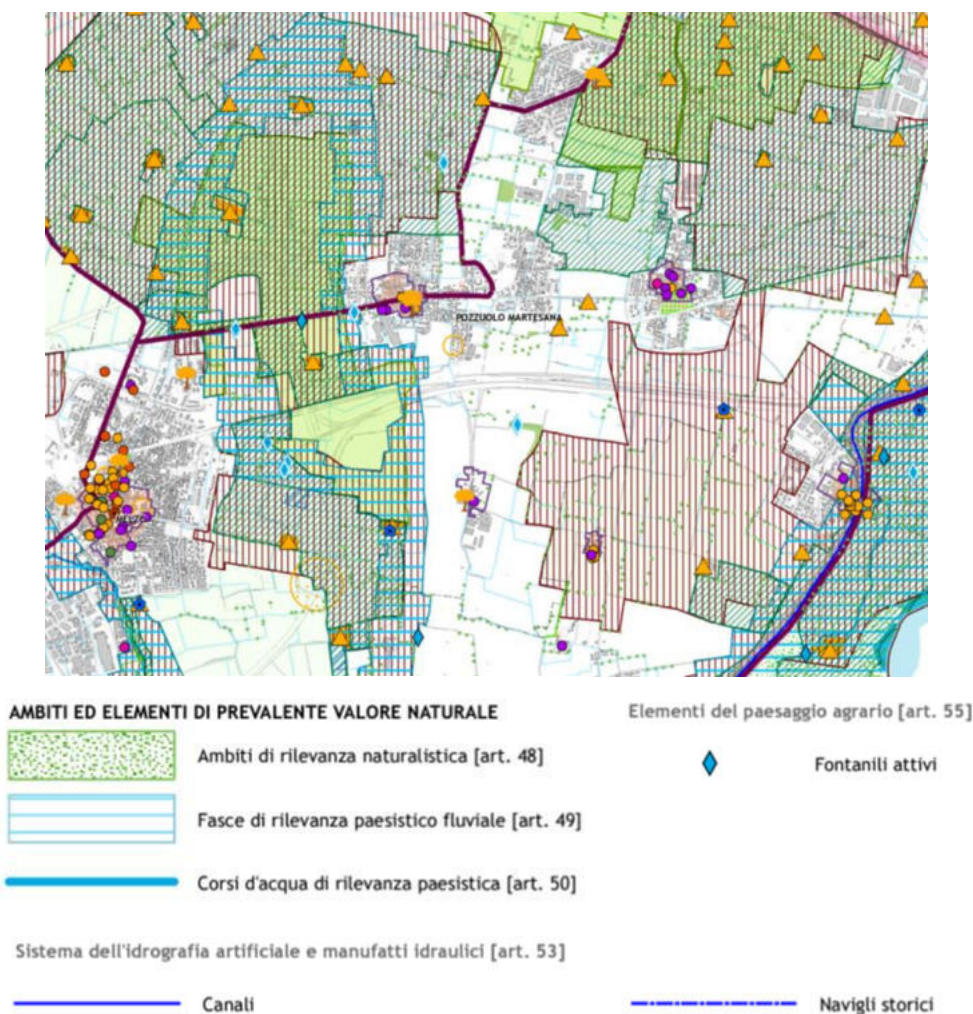 POZZUOLO MARTESANA
MELZO
AMBITI ED ELEMENTI DI PREVALENTE VALORE NATURALE
Elementi del paesaggio agrario [art. 55]
Ambiti di rilevanza naturalistica [art. 48]
Fontanili attivi
Fasce di rilevanza paesistico fluviale [art. 49]
Corsi d'acqua di rilevanza paesistica [art. 50]
Sistema dell'idrografia artificiale e manufatti idraulici [art. 53]
Canali
Navigli storici